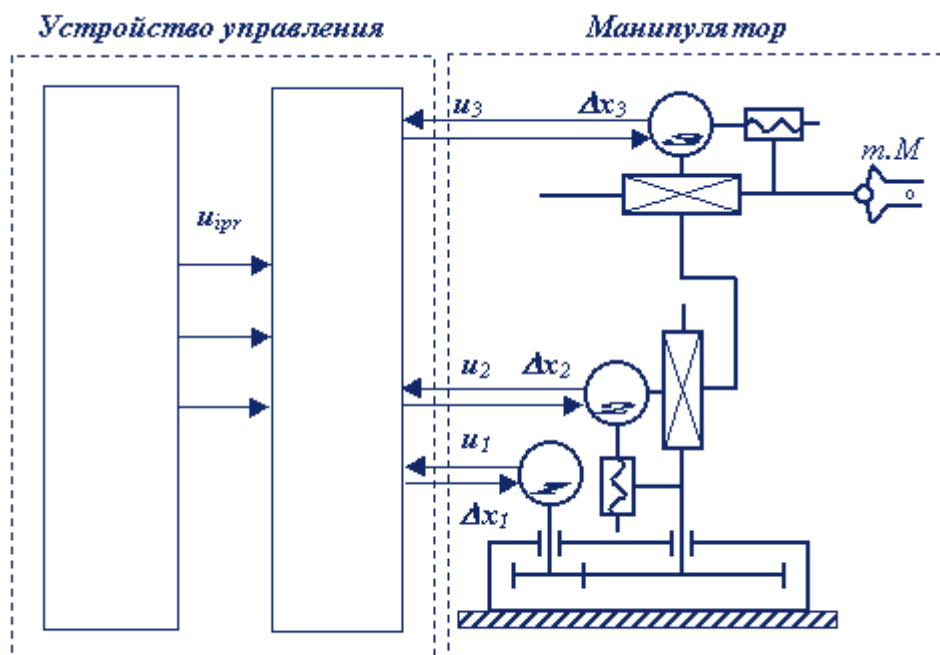 Устройство управления
Манипулятор
u3
Δx3
m.M
uipr
u2
Δx2
u1
Δx1